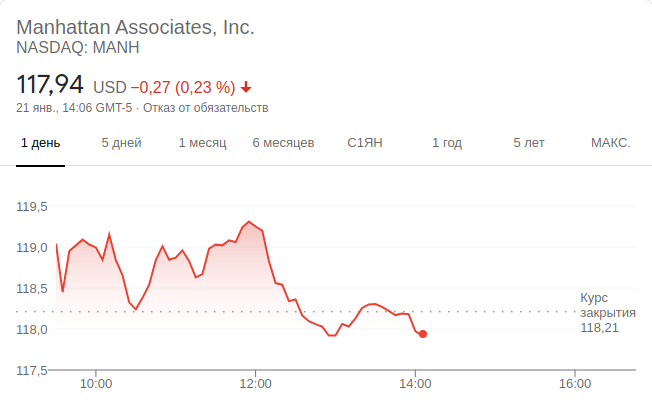 Manhattan Associates, Inc.
NASDAQ: MANH
117,94 USD −0,27 (0,23 %)
21 янв., 14:06 GMT-5 · Отказ от обязательств
1 день 5 дней 1 месяц 6 месяцев С1ЯН 1 год 5 лет МАКС.
119,5
119,0
118,5
Курс
закрытия
118,21
118,0
117,5
10:00 12:00 14:00 16:00